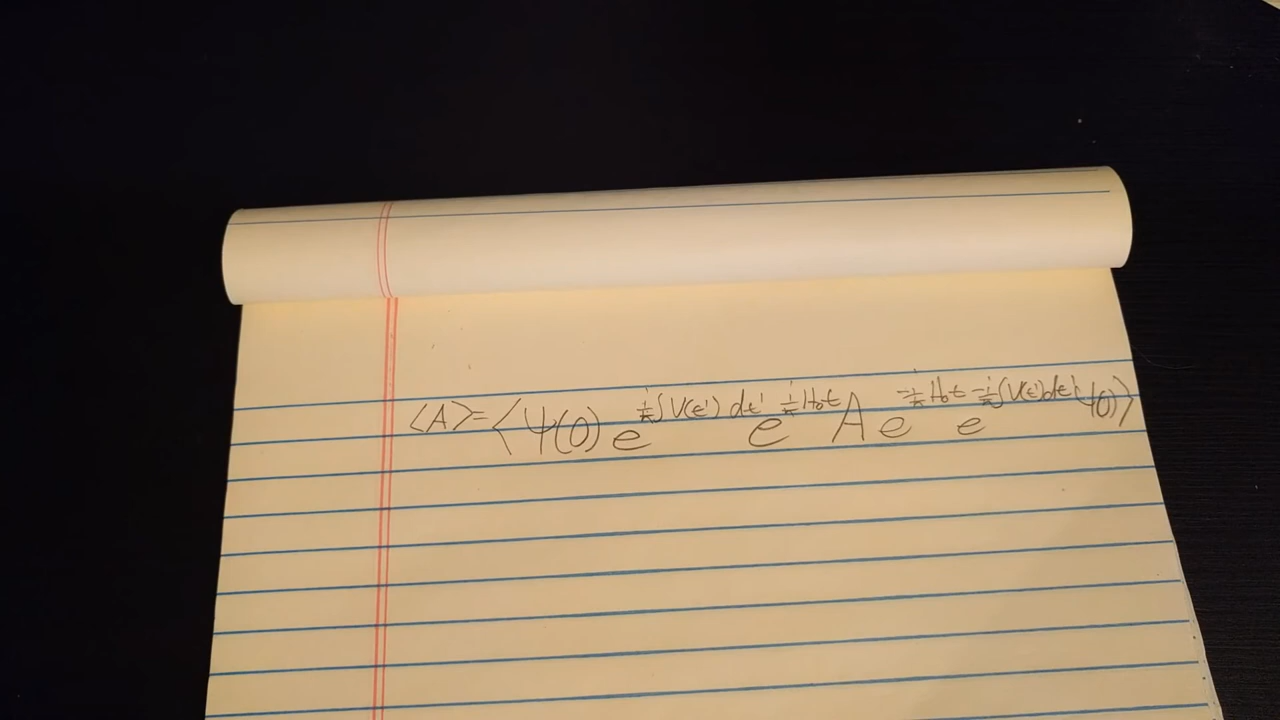 ⟨A⟩=⟨ψ(0) e^{i/ħ ∫V(t') dt'} e^{i/ħ H₀t} A e^{-i/ħ H₀t} e^{-i/ħ ∫V(t')dt'} ψ(0)⟩